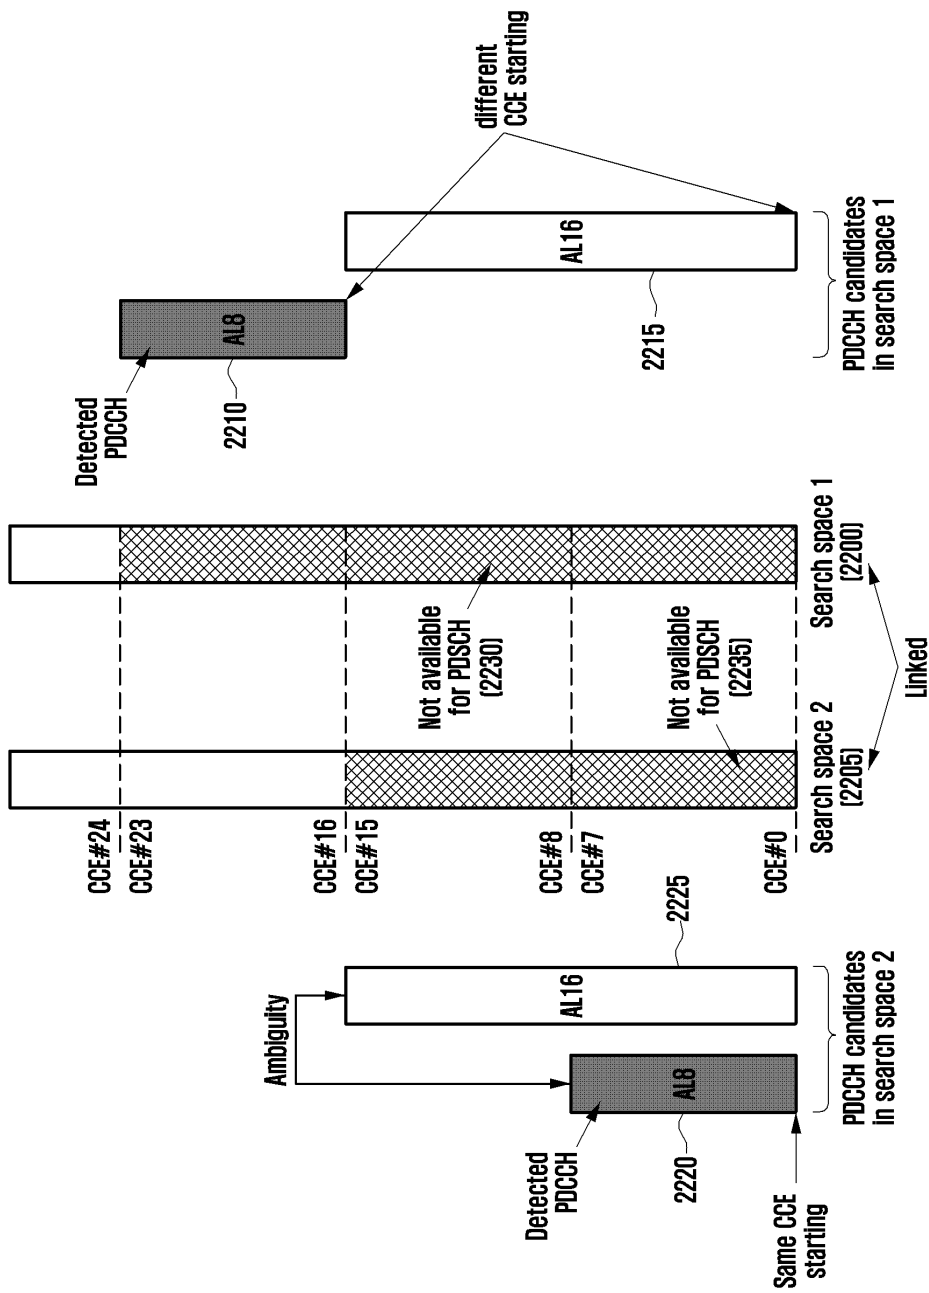 Ambiguity
Detected
PDCCH
AL8
2220
AL16
2225
Same CCE
starting
PDCCH candidates
in search space 2
CCE#24
CCE#23
CCE#16
CCE#15
CCE#8
CCE#7
CCE#0
Not available
for PDSCH
(2230)
Not available
for PDSCH
(2235)
Search space 2
(2205)
Search space 1
(2200)
Linked
Detected
PDCCH
AL8
2210
AL16
2215
different
CCE starting
PDCCH candidates
in search space 1